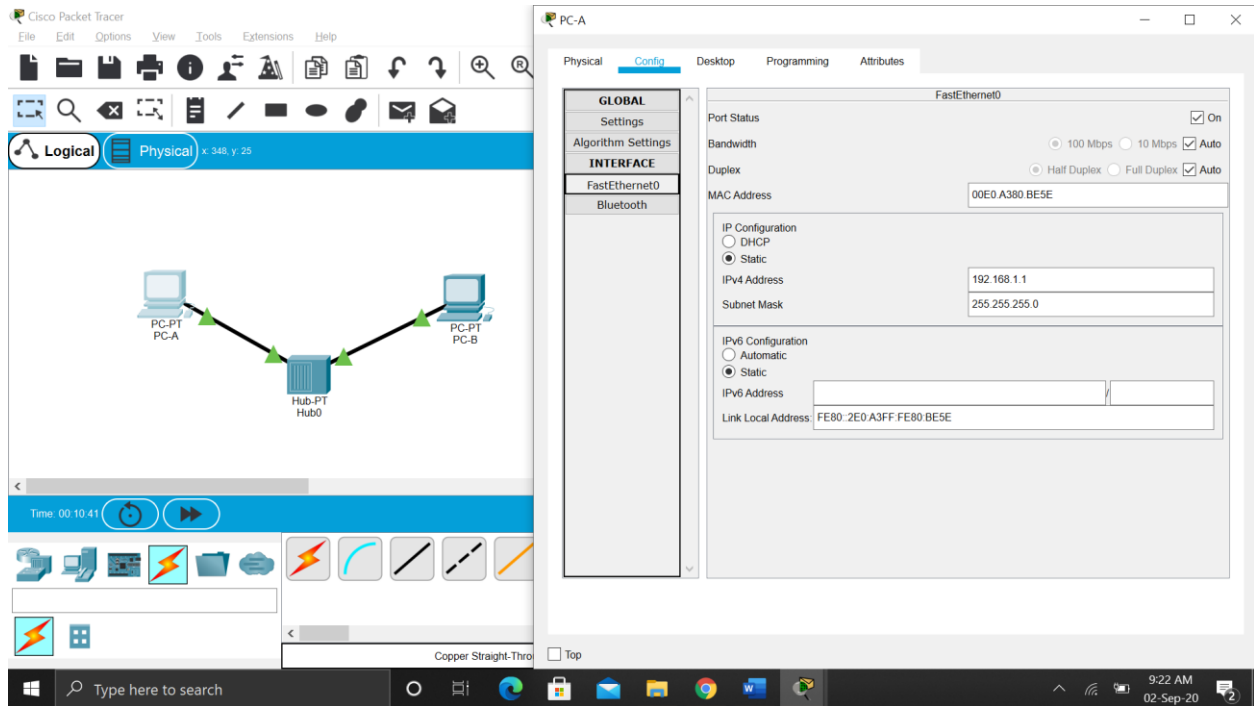 Cisco Packet Tracer
File Edit Options View Tools Extensions Help
Logical Physical x: 348, y: 25
PC-PT
PC-A
PC-PT
PC-B
Hub-PT
Hub0
Time: 00:10:41
Copper Straight-Thro
PC-A
Physical Config Desktop Programming Attributes
GLOBAL
Settings
Algorithm Settings
INTERFACE
FastEthernet0
Bluetooth
FastEthernet0
Port Status On
Bandwidth 100 Mbps 10 Mbps Auto
Duplex Half Duplex Full Duplex Auto
MAC Address 00E0.A380.BE5E
IP Configuration
DHCP
Static
IPv4 Address 192.168.1.1
Subnet Mask 255.255.255.0
IPv6 Configuration
Automatic
Static
IPv6 Address /
Link Local Address: FE80::2E0:A3FF:FE80:BE5E
Top
Type here to search
9:22 AM
02-Sep-20
2